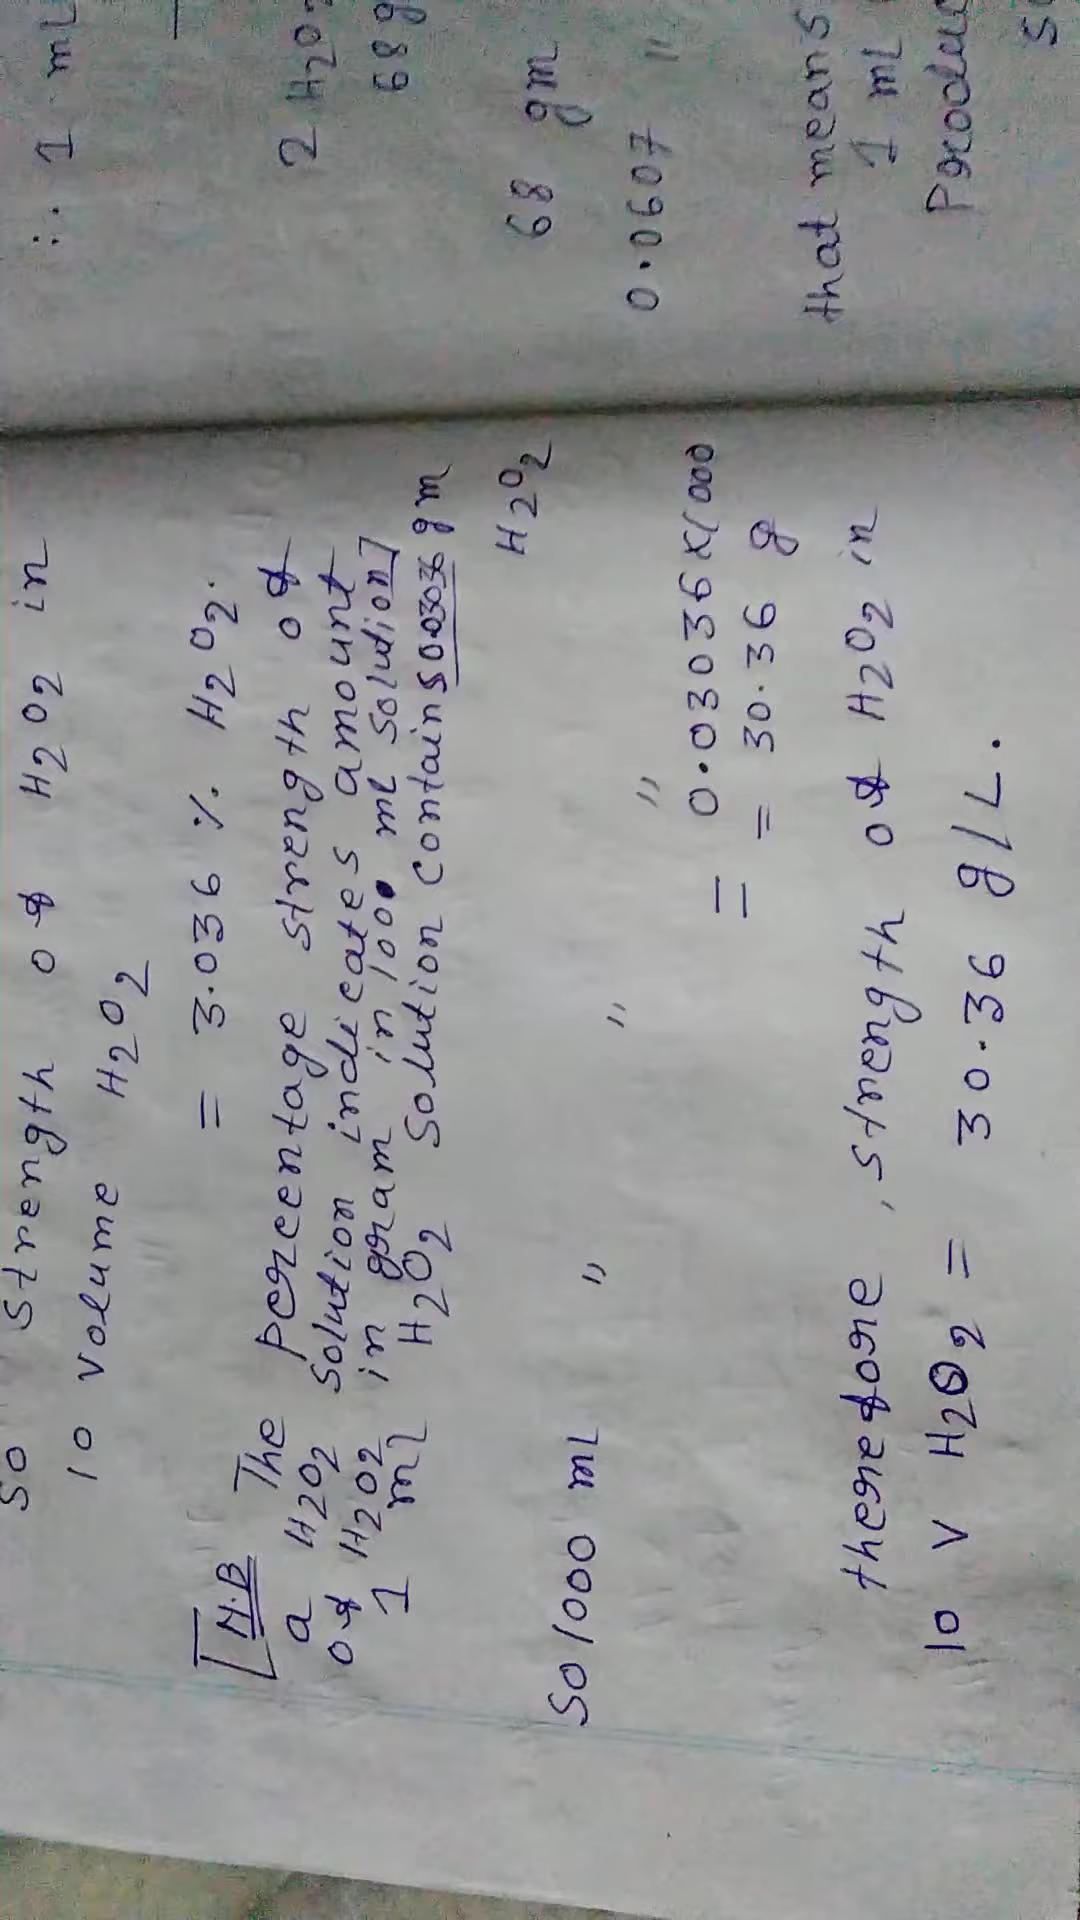 so strength of H2O2 in
10 volume H2O2
= 3.036 % H2O2.
[N.B The percentage strength of
a H2O2 solution indicates amount
of H2O2 in gram in 100 ml solution]
1 ml H2O2 solution contains 0.03036 gm
H2O2
so 1000 mL " " "
= 0.03036 x 1000
= 30.36 g
therefore, strength of H2O2 in
10 V H2O2 = 30.36 g/L.
∴ 1 mL
2 H2O
68 g
68 gm
0.0607 "
that means
1 mL
Produc